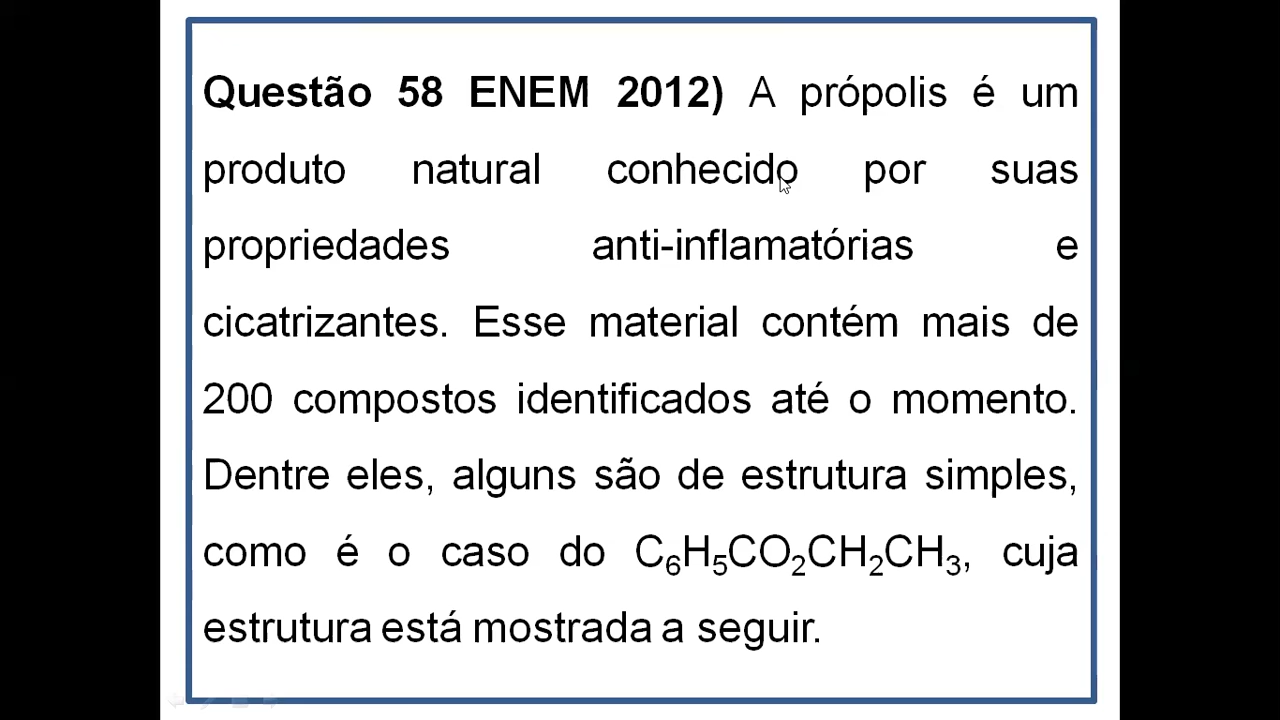 Questão 58 ENEM 2012) A própolis é um
produto natural conhecido por suas
propriedades anti-inflamatórias e
cicatrizantes. Esse material contém mais de
200 compostos identificados até o momento.
Dentre eles, alguns são de estrutura simples,
como é o caso do C₆H₅CO₂CH₂CH₃, cuja
estrutura está mostrada a seguir.